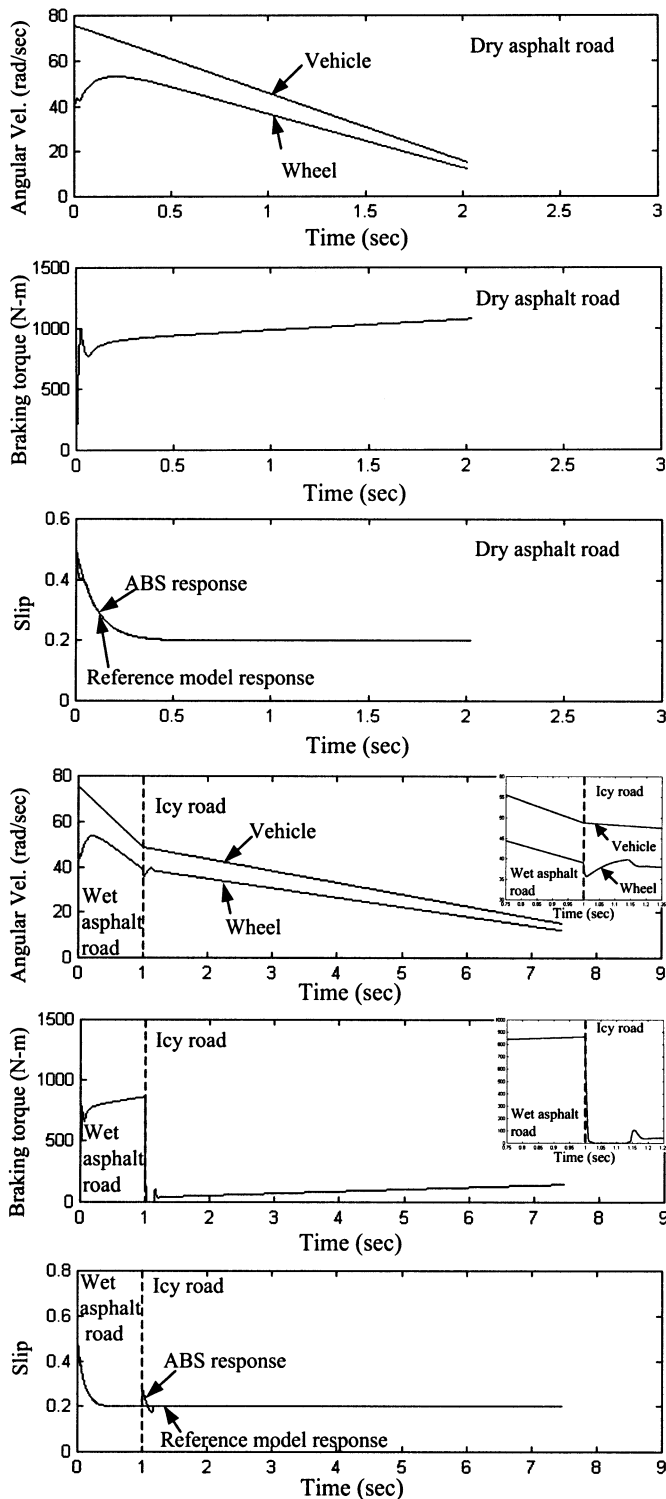 80
60
40
20
0
Angular Vel. (rad/sec)
Dry asphalt road
Vehicle
Wheel
0 0.5 1 1.5 2 2.5 3
Time (sec)
1500
1000
500
0
Braking torque (N-m)
Dry asphalt road
0 0.5 1 1.5 2 2.5 3
Time (sec)
0.6
0.4
0.2
0
Slip
Dry asphalt road
ABS response
Reference model response
0 0.5 1 1.5 2 2.5 3
Time (sec)
80
60
40
20
0
Angular Vel. (rad/sec)
Icy road
Vehicle
Wheel
Wet
asphalt
road
Icy road
Vehicle
Wheel
Wet asphalt
road
Time (sec)
0 1 2 3 4 5 6 7 8 9
Time (sec)
1500
1000
500
0
Braking torque (N-m)
Icy road
Wet
asphalt
road
Icy road
Wet asphalt
road
Time (sec)
0 1 2 3 4 5 6 7 8 9
Time (sec)
0.8
0.6
0.4
0.2
0
Slip
Wet
asphalt
road
Icy road
ABS response
Reference model response
0 1 2 3 4 5 6 7 8 9
Time (sec)